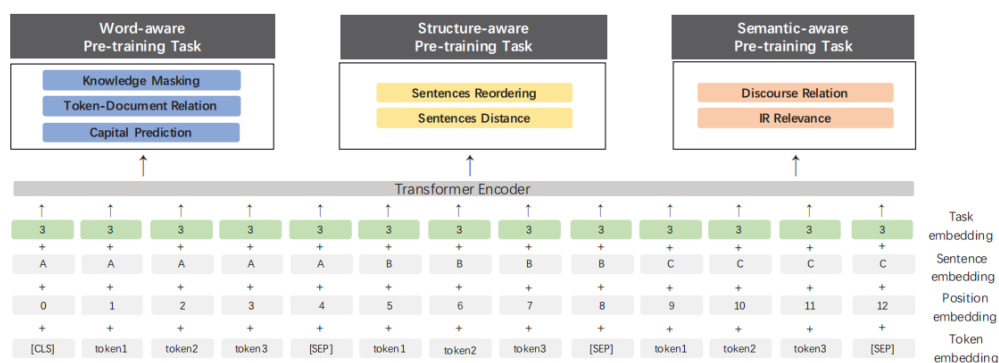 Word-aware
Pre-training Task
Structure-aware
Pre-training Task
Semantic-aware
Pre-training Task
Knowledge Masking
Token-Document Relation
Capital Prediction
Sentences Reordering
Sentences Distance
Discourse Relation
IR Relevance
Transformer Encoder
3 3 3 3 3 3 3 3 3 3 3 3 3
Task
embedding
+ + + + + + + + + + + + +
A A A A A B B B B C C C C
Sentence
embedding
+ + + + + + + + + + + + +
0 1 2 3 4 5 6 7 8 9 10 11 12
Position
embedding
+ + + + + + + + + + + + +
[CLS] token1 token2 token3 [SEP] token1 token2 token3 [SEP] token1 token2 token3 [SEP]
Token
embedding